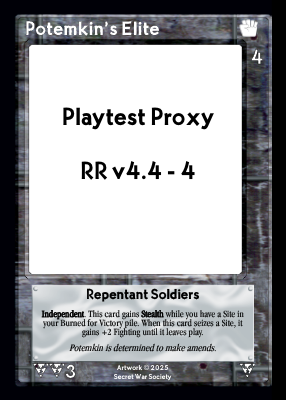 Potemkin's Elite
4
Playtest Proxy
RR v4.4 - 4
Repentant Soldiers
Independent. This card gains Stealth while you have a Site in
your Burned for Victory pile. When this card seizes a Site, it
gains +2 Fighting until it leaves play.
Potemkin is determined to make amends.
3
Artwork © 2025
Secret War Society